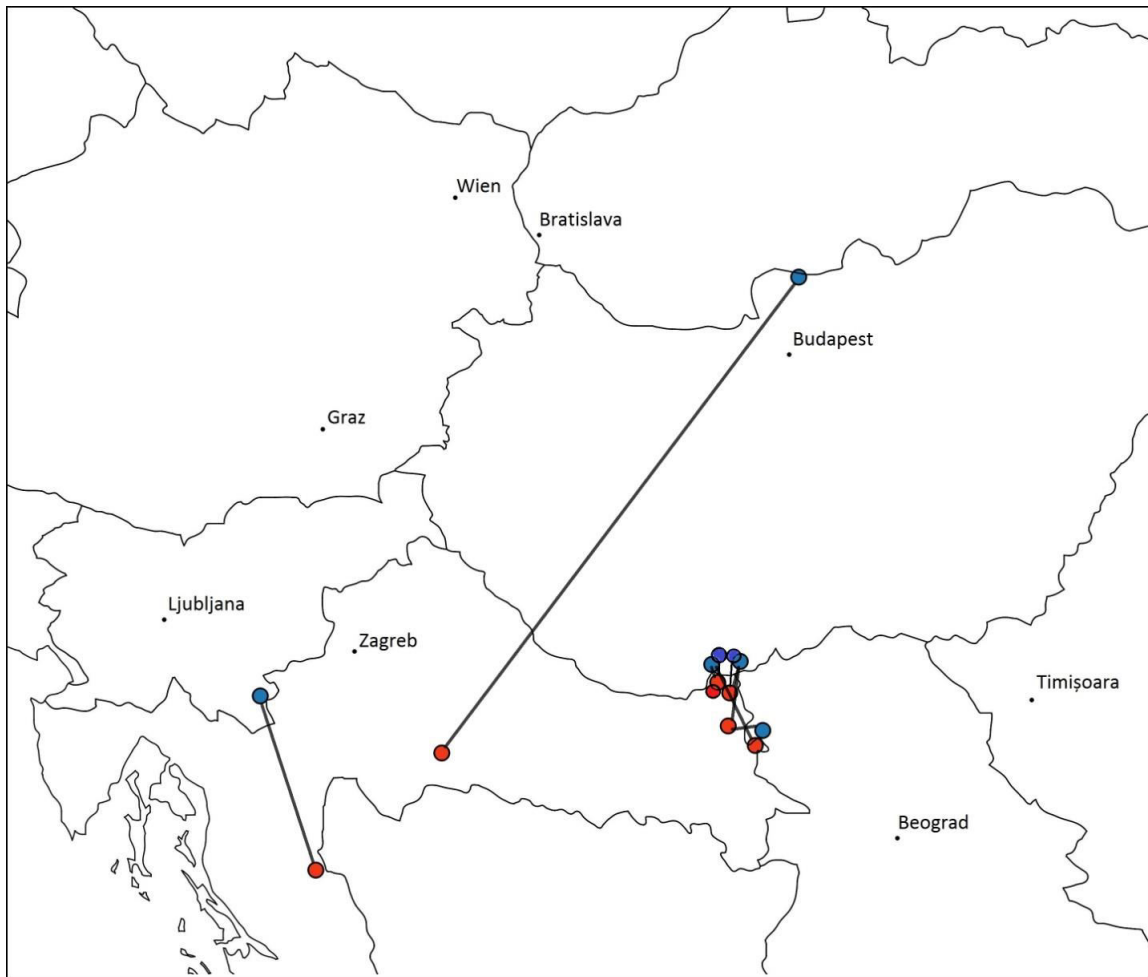 Wien
Bratislava
Budapest
Graz
Ljubljana
Zagreb
Timișoara
Beograd